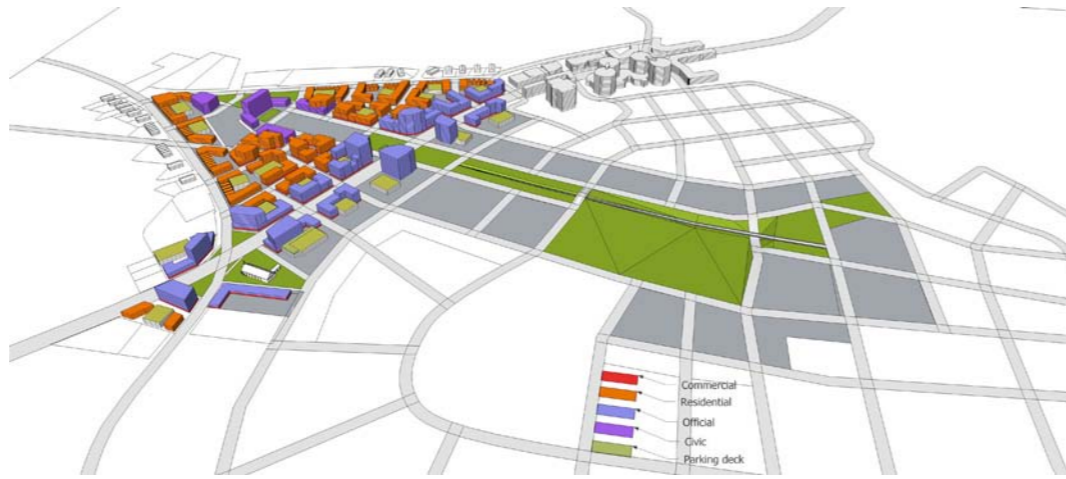 Commercial
Residential
Official
Civic
Parking deck